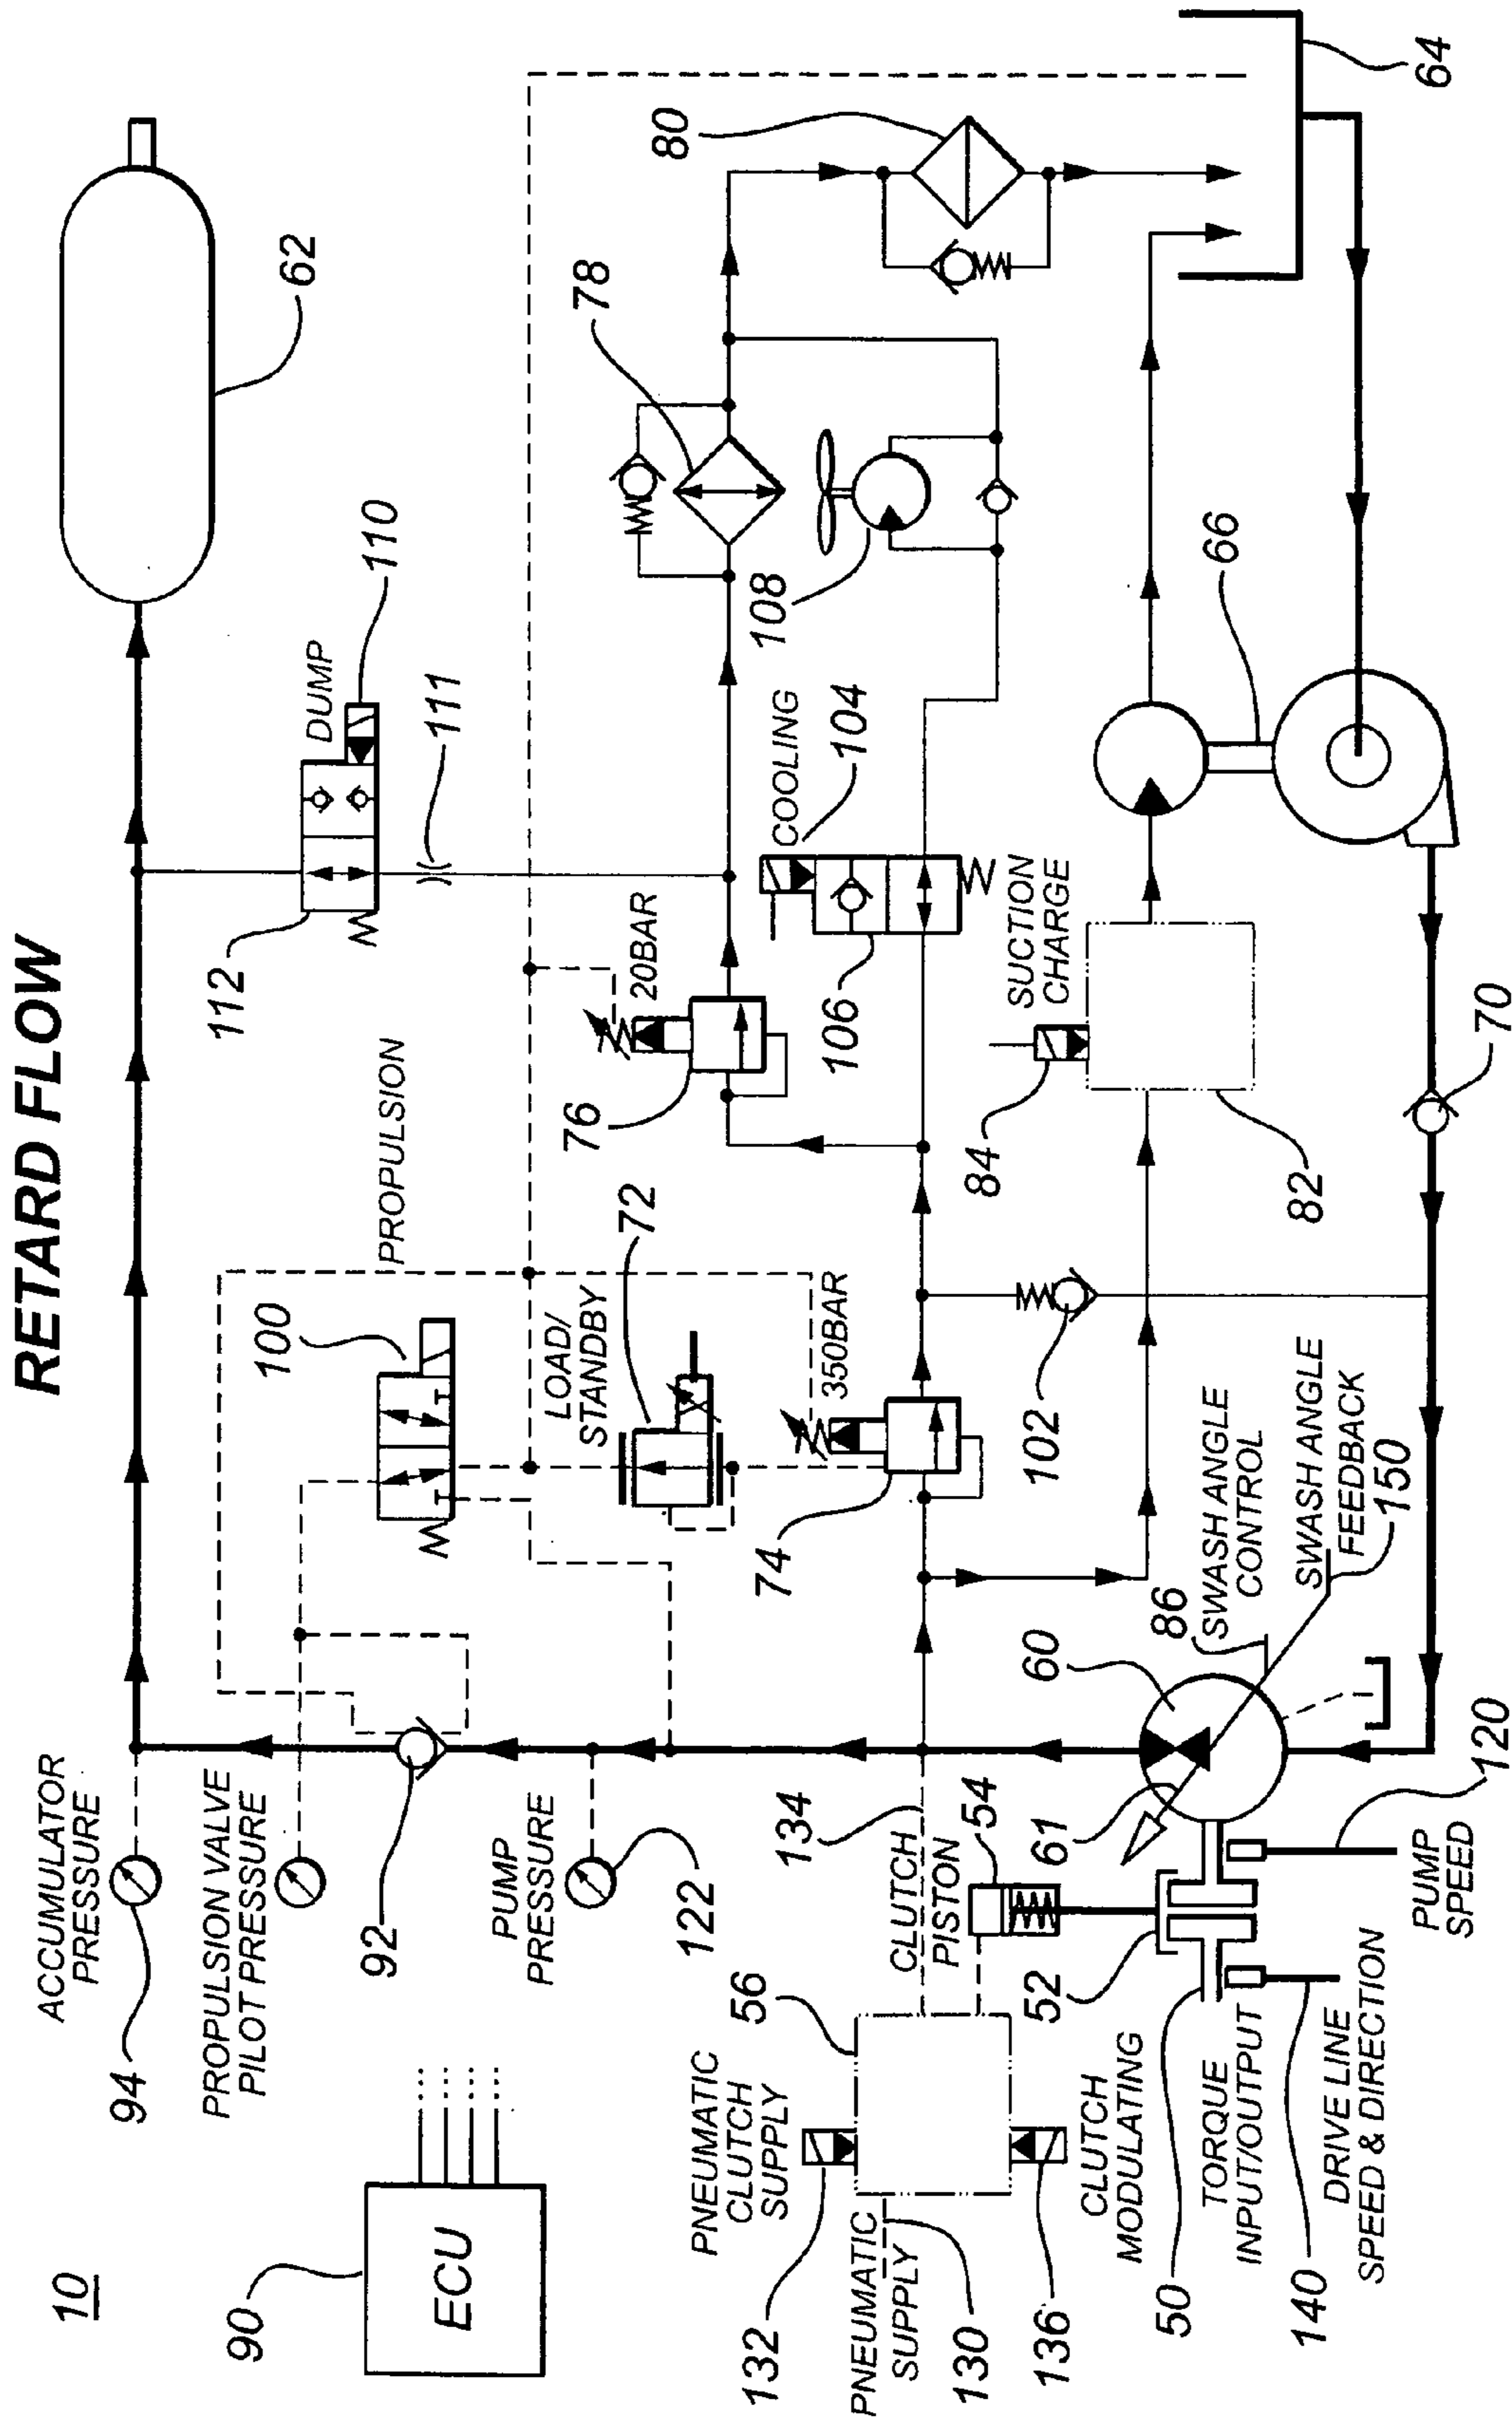 RETARD FLOW
10
90
ECU
94
ACCUMULATOR
PRESSURE
PROPULSION VALVE
PILOT PRESSURE
92
PUMP
PRESSURE
122
100
PROPULSION
LOAD/
STANDBY
72
350BAR
74
112
DUMP
110
111
62
20BAR
76
78
80
COOLING
104
106
108
SUCTION
CHARGE
84
82
66
64
70
102
134
CLUTCH
PISTON
54
56
PNEUMATIC
CLUTCH
SUPPLY
132
PNEUMATIC
SUPPLY
130
136
CLUTCH
MODULATING
52
50
TORQUE
INPUT/OUTPUT
140
DRIVE LINE
SPEED & DIRECTION
61
60
86
SWASH ANGLE
CONTROL
SWASH ANGLE
FEEDBACK
150
PUMP
SPEED
120